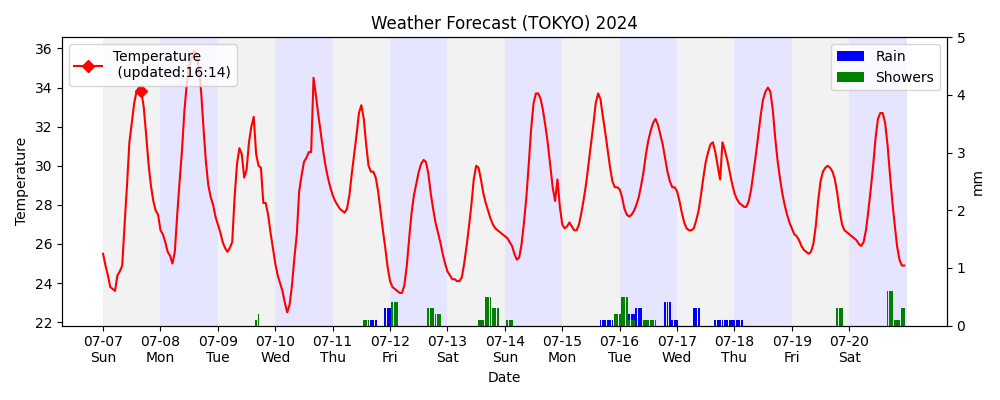 Weather Forecast (TOKYO) 2024
Temperature
(updated:16:14)
Rain
Showers
Temperature
36
34
32
30
28
26
24
22
5
4
3
2
1
0
mm
07-07 07-08 07-09 07-10 07-11 07-12 07-13 07-14 07-15 07-16 07-17 07-18 07-19 07-20
Sun Mon Tue Wed Thu Fri Sat Sun Mon Tue Wed Thu Fri Sat
Date